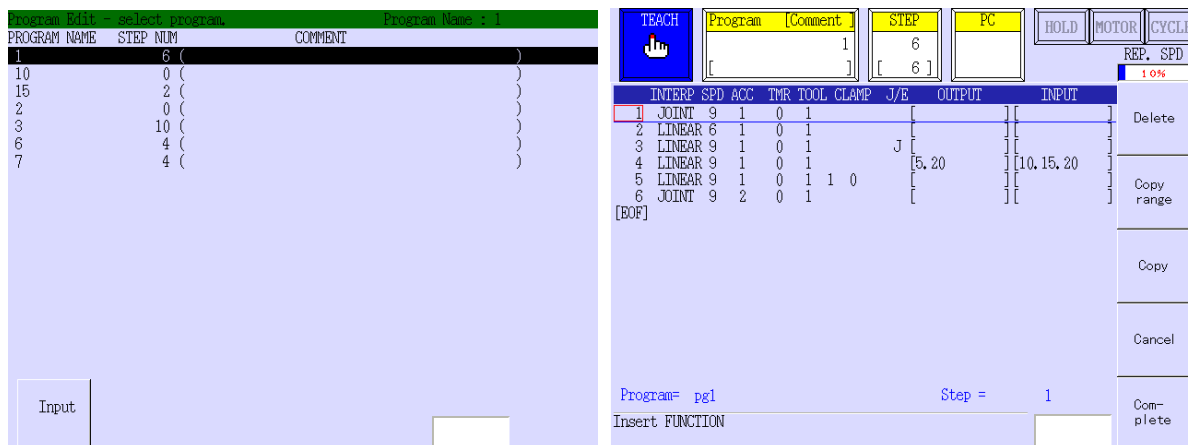 Program Edit - select program. Program Name : 1
PROGRAM NAME STEP NUM COMMENT
1 6 ( )
10 0 ( )
15 2 ( )
2 0 ( )
3 10 ( )
6 4 ( )
7 4 ( )
Input
TEACH Program [Comment ] STEP PC HOLD MOTOR CYCLE
1 6
[ ] [ 6 ]
REP. SPD
10%
INTERP SPD ACC TMR TOOL CLAMP J/E OUTPUT INPUT
1 JOINT 9 1 0 1 [ ][ ]
2 LINEAR 6 1 0 1 [ ][ ]
3 LINEAR 9 1 0 1 J [ ][ ]
4 LINEAR 9 1 0 1 [5.20 ][10.15.20 ]
5 LINEAR 9 1 0 1 1 0 [ ][ ]
6 JOINT 9 2 0 1 [ ][ ]
[EOF]
Delete
Copy
range
Copy
Cancel
Com-
plete
Program= pg1 Step = 1
Insert FUNCTION